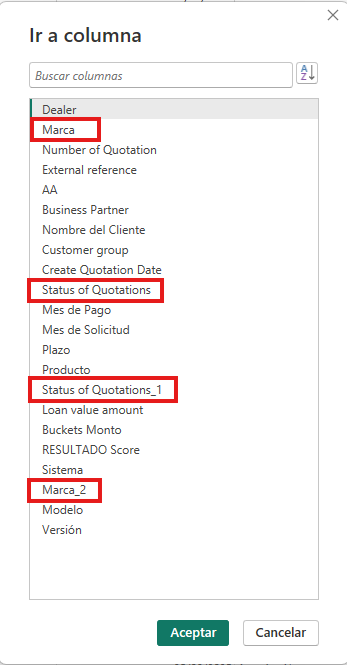 Ir a columna
Buscar columnas
Dealer
Marca
Number of Quotation
External reference
AA
Business Partner
Nombre del Cliente
Customer group
Create Quotation Date
Status of Quotations
Mes de Pago
Mes de Solicitud
Plazo
Producto
Status of Quotations_1
Loan value amount
Buckets Monto
RESULTADO Score
Sistema
Marca_2
Modelo
Versión
Aceptar
Cancelar